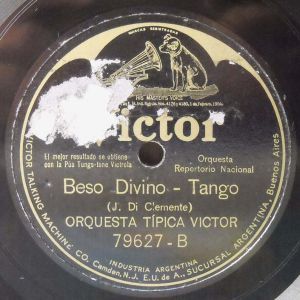 MARCA INDUSTRIAL REGISTRADA
"HIS MASTER'S VOICE"
Victor
El mejor resultado se obtiene
con la Púa Tungs-tone Victrola
Orquesta
Repertorio Nacional
Beso Divino - Tango
(J. Di Clemente)
ORQUESTA TÍPICA VICTOR
79627-B
INDUSTRIA ARGENTINA
VICTOR TALKING MACHINE CO. Camden, N.J., E.U. de A., SUCURSAL ARGENTINA, Buenos Aires